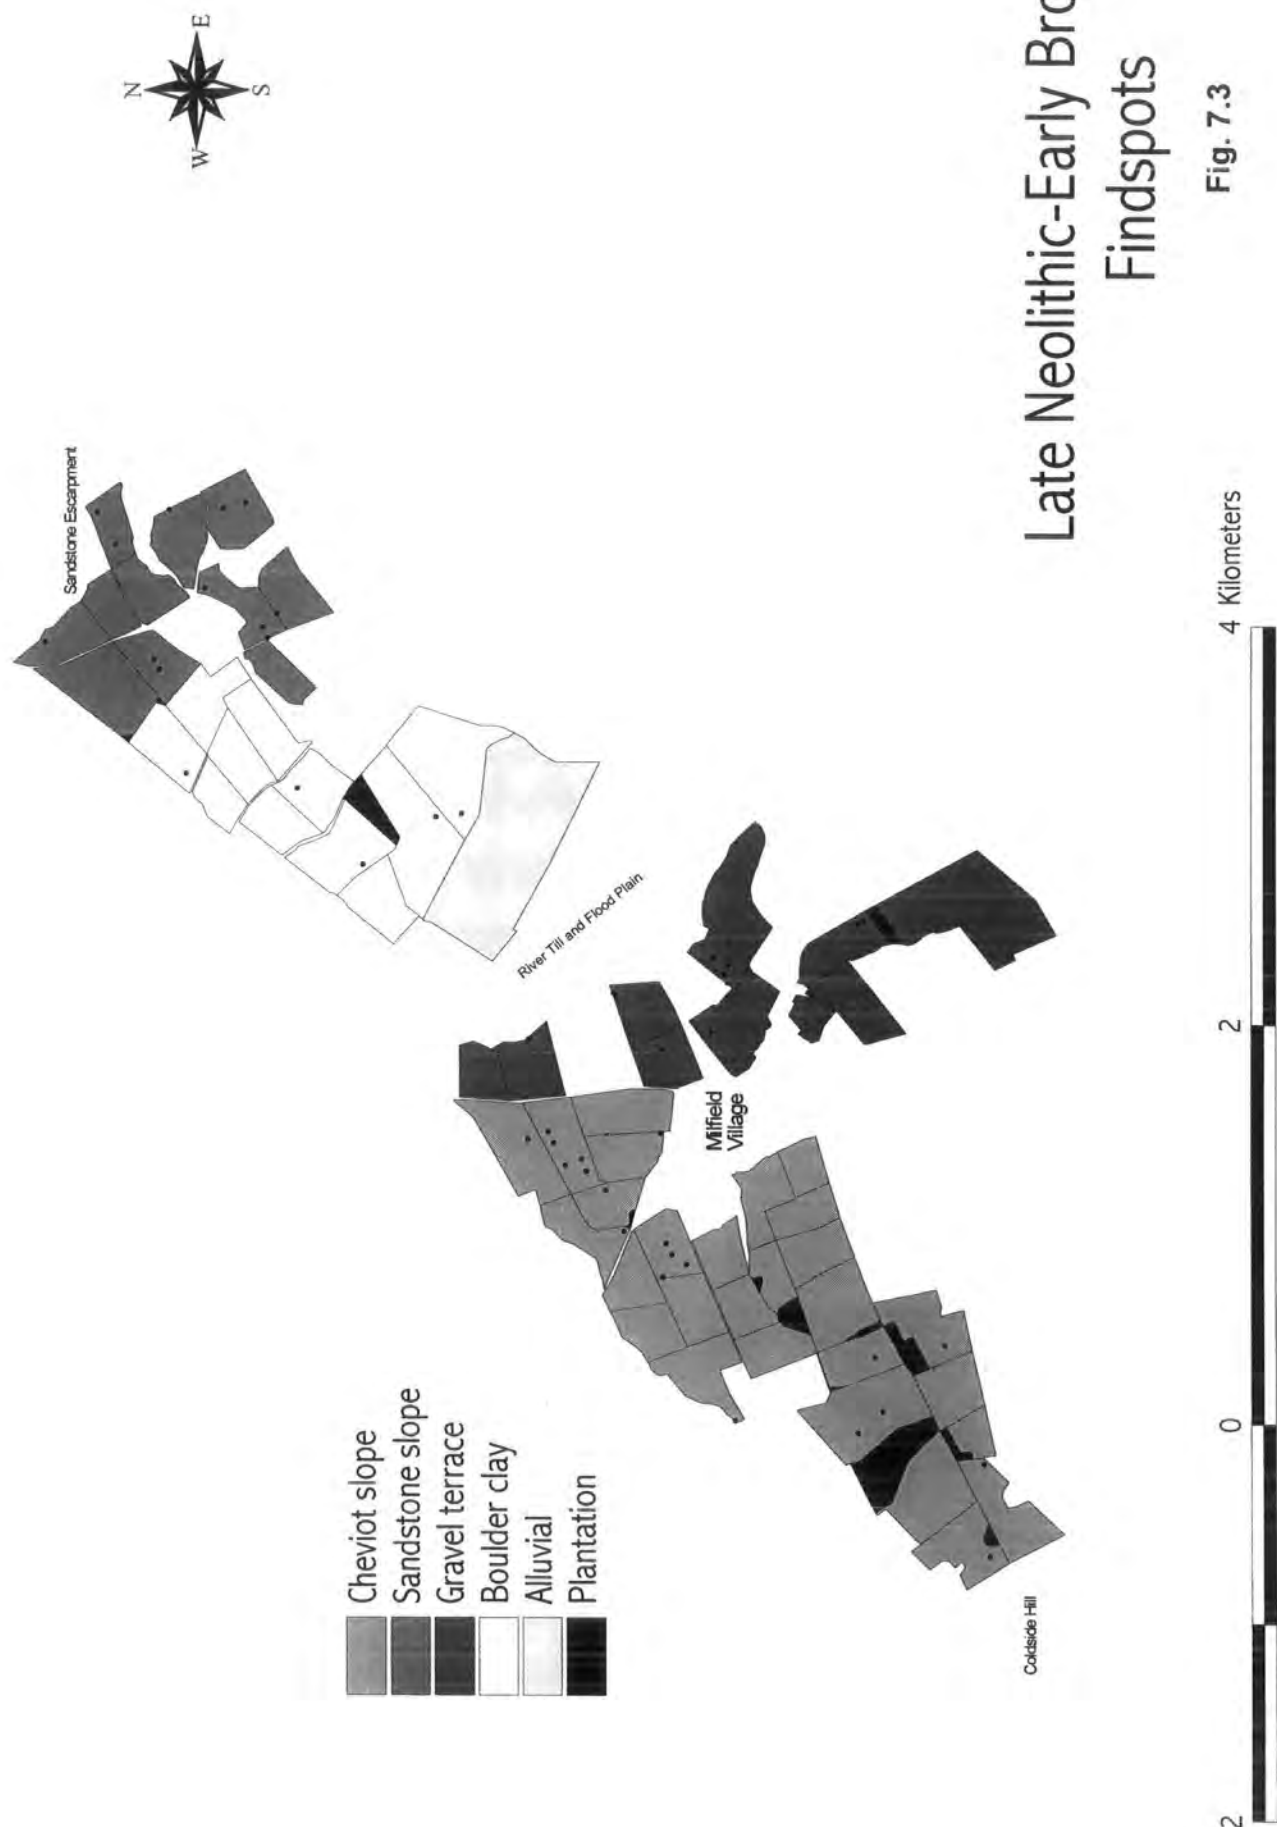 N
W
E
S
Sandstone Escarpment
Cheviot slope
Sandstone slope
Gravel terrace
Boulder clay
Alluvial
Plantation
River Till and Flood Plain
Milfield
Village
Coldside Hill
Late Neolithic-Early Bro
Findspots
Fig. 7.3
2 0 2 4 Kilometers